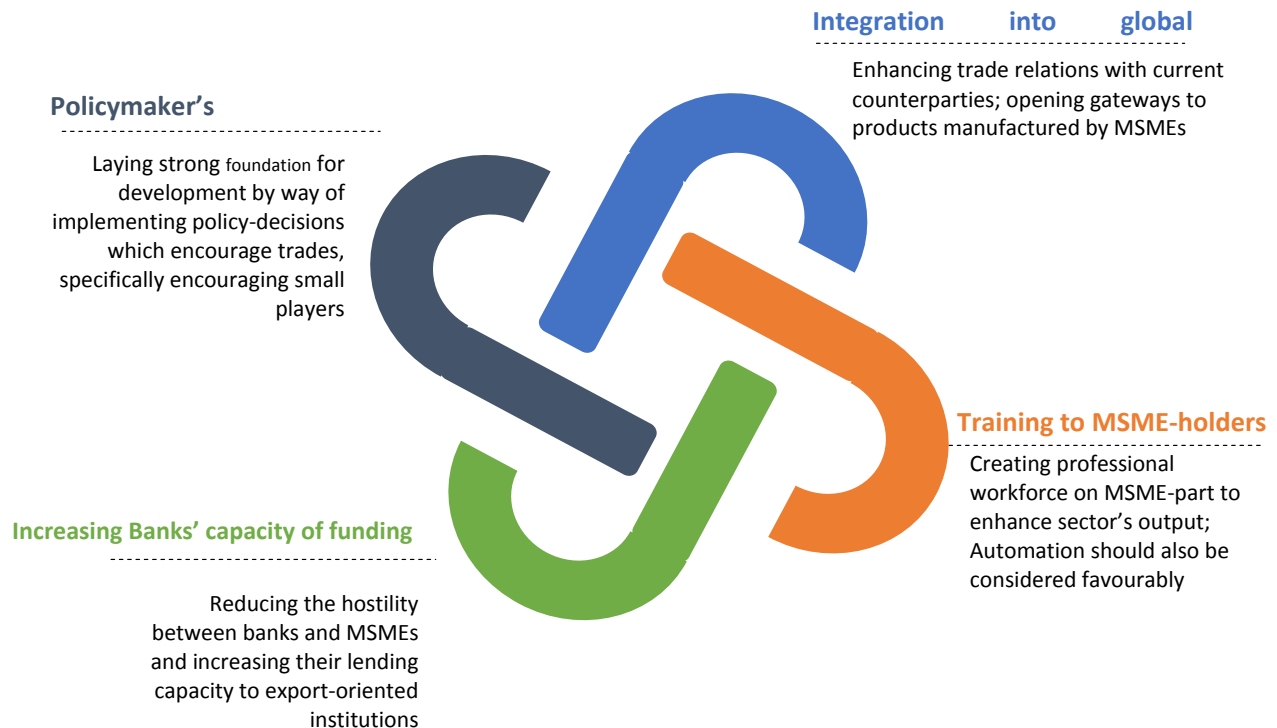 Integration into global
Enhancing trade relations with current
counterparties; opening gateways to
products manufactured by MSMEs
Policymaker’s
Laying strong foundation for
development by way of
implementing policy-decisions
which encourage trades,
specifically encouraging small
players
Training to MSME-holders
Creating professional
workforce on MSME-part to
enhance sector’s output;
Automation should also be
considered favourably
Increasing Banks’ capacity of funding
Reducing the hostility
between banks and MSMEs
and increasing their lending
capacity to export-oriented
institutions